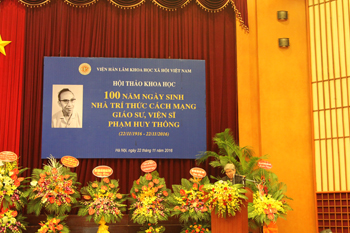 VIỆN HÀN LÂM KHOA HỌC XÃ HỘI VIỆT NAM
HỘI THẢO KHOA HỌC
100 NĂM NGÀY SINH
NHÀ TRÍ THỨC CÁCH MẠNG
GIÁO SƯ, VIỆN SĨ
PHẠM HUY THÔNG
(22/11/1916 - 22/11/2016)
Hà Nội, ngày 22 tháng 11 năm 2016